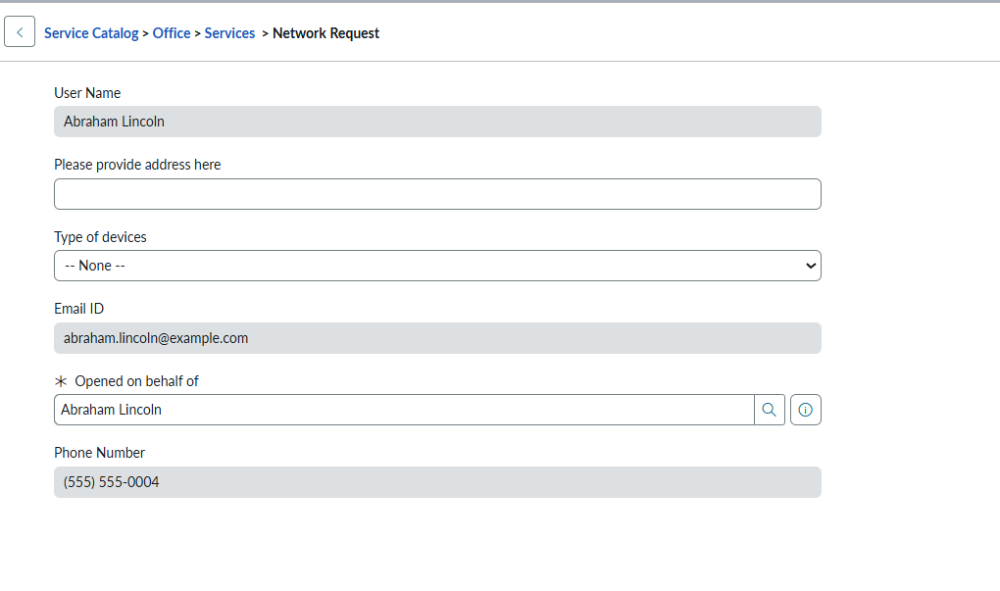 Service Catalog > Office > Services > Network Request
User Name
Abraham Lincoln
Please provide address here
Type of devices
-- None --
Email ID
abraham.lincoln@example.com
Opened on behalf of
Abraham Lincoln
Phone Number
(555) 555-0004